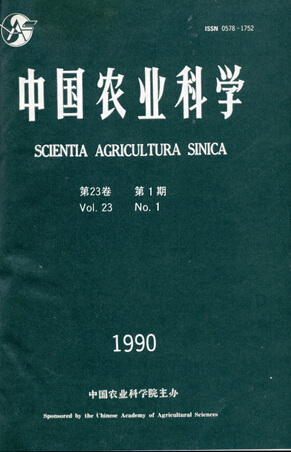 ISSN 0578-1752
中国农业科学
SCIENTIA AGRICULTURA SINICA
第23卷 第1期
Vol. 23 No. 1
1990
中国农业科学院主办
Sponsored by the Chinese Academy of Agricultural Sciences